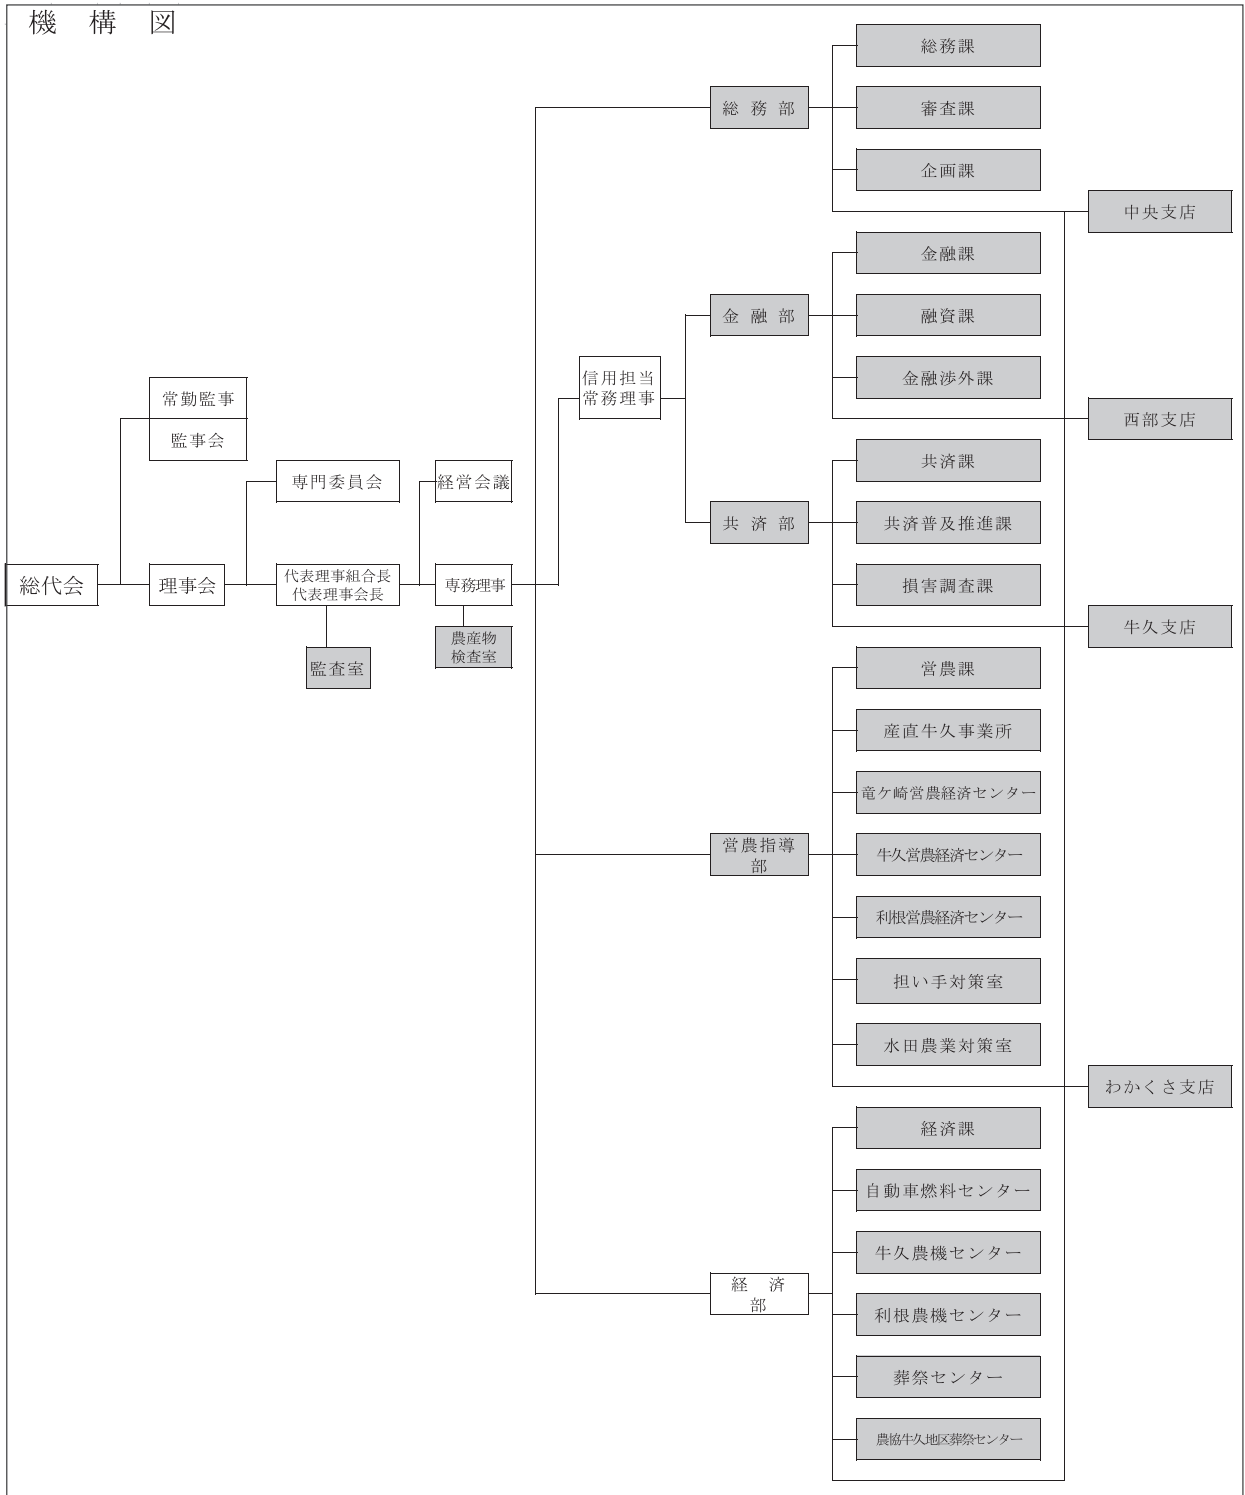 機 構 図
総務課
総 務 部
審査課
企画課
中央支店
金融課
金 融 部
融資課
信用担当
常務理事
金融渉外課
常勤監事
監事会
西部支店
共済課
専門委員会
経営会議
共 済 部
共済普及推進課
総代会
理事会
代表理事組合長
代表理事会長
専務理事
損害調査課
農産物
検査室
監査室
牛久支店
営農課
産直牛久事業所
竜ケ崎営農経済センター
営農指導
部
牛久営農経済センター
利根営農経済センター
担い手対策室
水田農業対策室
わかくさ支店
経済課
自動車燃料センター
牛久農機センター
経 済
部
利根農機センター
葬祭センター
農協牛久地区葬祭センター